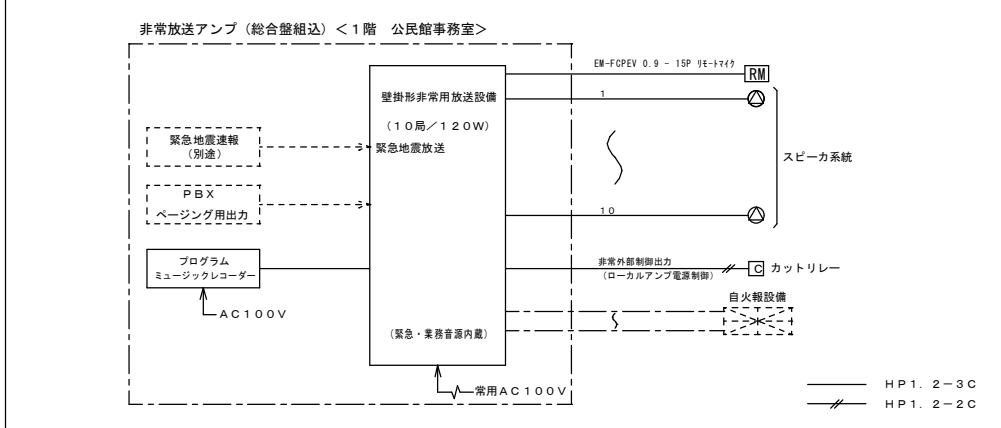 非常放送アンプ（総合盤組込）＜１階　公民館事務室＞
EM-FCPEV 0.9 - 15P ﾘﾓｰﾄﾏｲｸ
RM
壁掛形非常用放送設備
（１０局／１２０Ｗ）
緊急地震放送
１
緊急地震速報
（別途）
スピーカ系統
ＰＢＸ
ページング用出力
１０
プログラム
ミュージックレコーダー
非常外部制御出力
（ローカルアンプ電源制御）
C カットリレー
自火報設備
ＡＣ１００Ｖ
（緊急・業務音源内蔵）
常用ＡＣ１００Ｖ
ＨＰ１．２－３Ｃ
ＨＰ１．２－２Ｃ